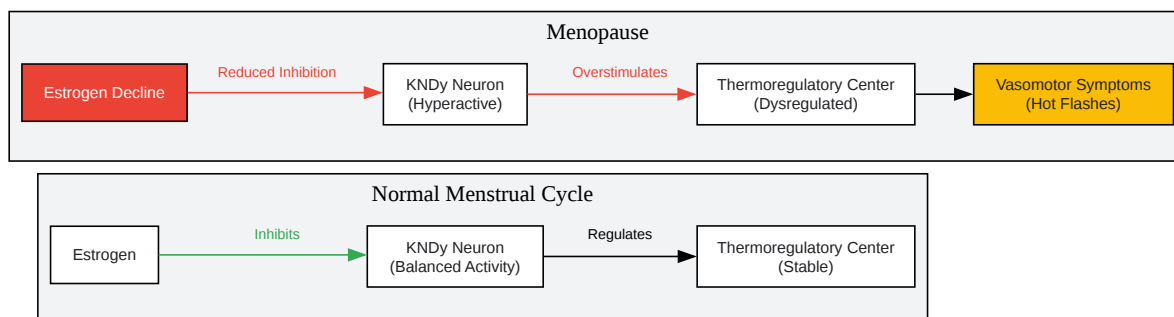 Menopause
Estrogen Decline
Reduced Inhibition
KNDy Neuron
(Hyperactive)
Overstimulates
Thermoregulatory Center
(Dysregulated)
Vasomotor Symptoms
(Hot Flashes)
Normal Menstrual Cycle
Estrogen
Inhibits
KNDy Neuron
(Balanced Activity)
Regulates
Thermoregulatory Center
(Stable)